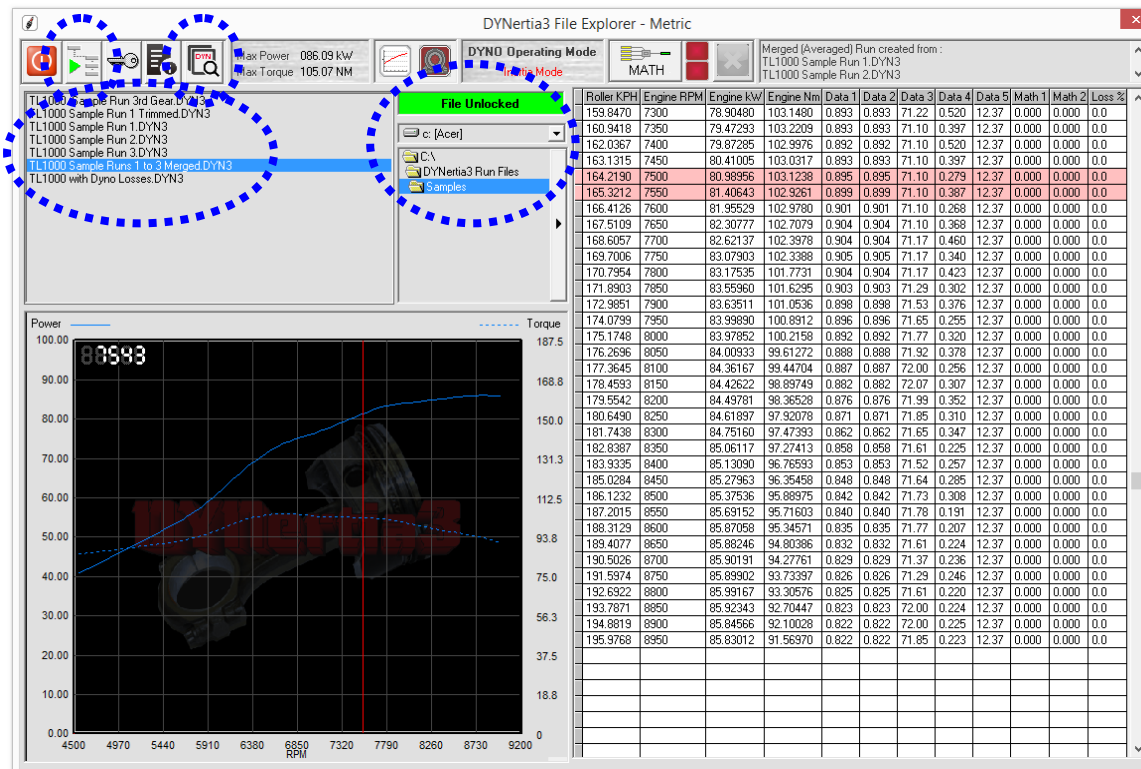 DYNertia3 File Explorer - Metric
Max Power 086.09 kW
Max Torque 105.07 NM
DYNO Operating Mode
Inertia Mode
MATH
Merged (Averaged) Run created from :
TL1000 Sample Run 1.DYN3
TL1000 Sample Run 2.DYN3
DYN
TL1000 Sample Run 3rd Gear.DYN3
TL1000 Sample Run 1 Trimmed.DYN3
TL1000 Sample Run 1.DYN3
TL1000 Sample Run 2.DYN3
TL1000 Sample Run 3.DYN3
TL1000 Sample Runs 1 to 3 Merged.DYN3
TL1000 with Dyno Losses.DYN3
File Unlocked
c: [Acer]
C:\
DYNertia3 Run Files
Samples
Roller KPH Engine RPM Engine kW Engine Nm Data 1 Data 2 Data 3 Data 4 Data 5 Math 1 Math 2 Loss %
159.8470 7300 78.90480 103.1480 0.893 0.893 71.22 0.520 12.37 0.000 0.000 0.0
160.9418 7350 79.47293 103.2209 0.893 0.893 71.10 0.397 12.37 0.000 0.000 0.0
162.0367 7400 79.87285 102.9976 0.892 0.892 71.10 0.520 12.37 0.000 0.000 0.0
163.1315 7450 80.41005 103.0317 0.893 0.893 71.10 0.397 12.37 0.000 0.000 0.0
164.2190 7500 80.98956 103.1238 0.895 0.895 71.10 0.279 12.37 0.000 0.000 0.0
165.3212 7550 81.40643 102.9261 0.899 0.899 71.10 0.387 12.37 0.000 0.000 0.0
166.4126 7600 81.95529 102.9780 0.901 0.901 71.10 0.268 12.37 0.000 0.000 0.0
167.5109 7650 82.30777 102.7079 0.904 0.904 71.10 0.368 12.37 0.000 0.000 0.0
168.6057 7700 82.62137 102.3978 0.904 0.904 71.17 0.460 12.37 0.000 0.000 0.0
169.7006 7750 83.07903 102.3388 0.905 0.905 71.17 0.340 12.37 0.000 0.000 0.0
170.7954 7800 83.17535 101.7731 0.904 0.904 71.17 0.423 12.37 0.000 0.000 0.0
171.8903 7850 83.55960 101.6295 0.903 0.903 71.29 0.302 12.37 0.000 0.000 0.0
172.9851 7900 83.63511 101.0536 0.898 0.898 71.53 0.376 12.37 0.000 0.000 0.0
174.0799 7950 83.99890 100.8912 0.896 0.896 71.65 0.255 12.37 0.000 0.000 0.0
175.1748 8000 83.97852 100.2158 0.892 0.892 71.77 0.320 12.37 0.000 0.000 0.0
176.2696 8050 84.00933 99.61272 0.888 0.888 71.92 0.378 12.37 0.000 0.000 0.0
177.3645 8100 84.36167 99.44704 0.887 0.887 72.00 0.256 12.37 0.000 0.000 0.0
178.4593 8150 84.42622 98.89749 0.882 0.882 72.07 0.307 12.37 0.000 0.000 0.0
179.5542 8200 84.49781 98.36528 0.876 0.876 71.99 0.352 12.37 0.000 0.000 0.0
180.6490 8250 84.61897 97.92078 0.871 0.871 71.85 0.310 12.37 0.000 0.000 0.0
181.7438 8300 84.75160 97.47393 0.862 0.862 71.65 0.347 12.37 0.000 0.000 0.0
182.8387 8350 85.06117 97.27413 0.858 0.858 71.61 0.225 12.37 0.000 0.000 0.0
183.9335 8400 85.13090 96.76593 0.853 0.853 71.52 0.257 12.37 0.000 0.000 0.0
185.0284 8450 85.27963 96.35458 0.848 0.848 71.64 0.285 12.37 0.000 0.000 0.0
186.1232 8500 85.37536 95.88975 0.842 0.842 71.73 0.308 12.37 0.000 0.000 0.0
187.2015 8550 85.69152 95.71603 0.840 0.840 71.78 0.191 12.37 0.000 0.000 0.0
188.3129 8600 85.87058 95.34571 0.835 0.835 71.77 0.207 12.37 0.000 0.000 0.0
189.4077 8650 85.88246 94.80386 0.832 0.832 71.61 0.224 12.37 0.000 0.000 0.0
190.5026 8700 85.90191 94.27761 0.829 0.829 71.37 0.236 12.37 0.000 0.000 0.0
191.5974 8750 85.89902 93.73397 0.826 0.826 71.29 0.246 12.37 0.000 0.000 0.0
192.6922 8800 85.99167 93.30576 0.825 0.825 71.61 0.220 12.37 0.000 0.000 0.0
193.7871 8850 85.92343 92.70447 0.823 0.823 72.00 0.224 12.37 0.000 0.000 0.0
194.8819 8900 85.84566 92.10028 0.822 0.822 72.00 0.225 12.37 0.000 0.000 0.0
195.9768 8950 85.83012 91.56970 0.822 0.822 71.85 0.223 12.37 0.000 0.000 0.0
Power Torque
7543
DYNertia3
100.00 187.5
90.00 168.8
80.00 150.0
70.00 131.3
60.00 112.5
50.00 93.8
40.00 75.0
30.00 56.3
20.00 37.5
10.00 18.8
0.00 0
4500 4970 5440 5910 6380 6850 7320 7790 8260 8730 9200
RPM